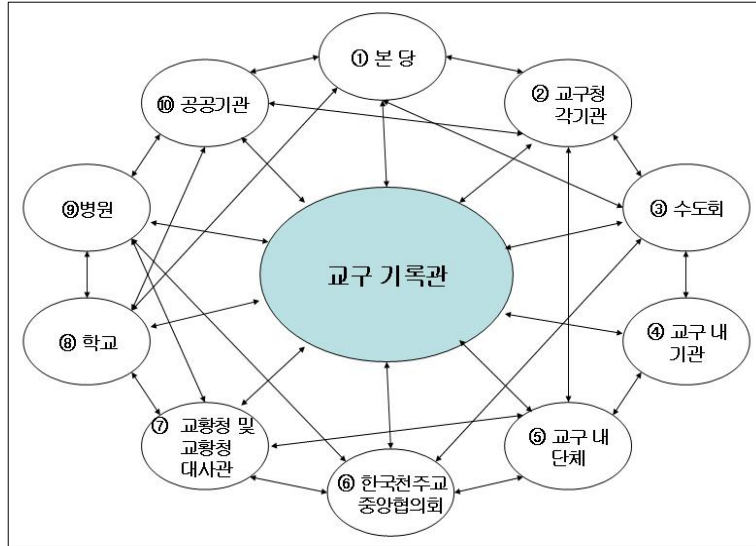 ① 본 당
② 교구청
각기관
③ 수도회
④ 교구 내
기관
⑤ 교구 내
단체
⑥ 한국천주교
중앙협의회
⑦ 교황청 및
교황청
대사관
⑧ 학교
⑨병원
⑩ 공공기관
교구 기록관